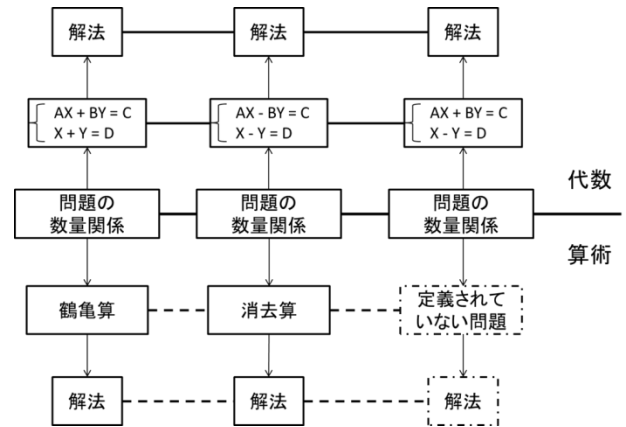 解法
解法
解法
AX + BY = C
X + Y = D
AX - BY = C
X - Y = D
AX + BY = C
X - Y = D
問題の
数量関係
問題の
数量関係
問題の
数量関係
代数
算術
鶴亀算
消去算
定義されて
いない問題
解法
解法
解法